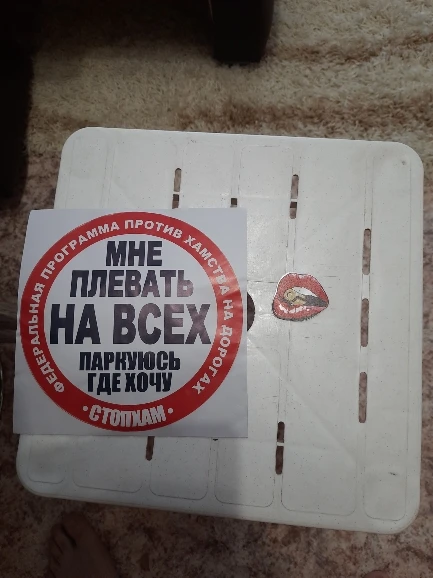 ФЕДЕРАЛЬНАЯ ПРОГРАММА ПРОТИВ ХАМСТВА НА ДОРОГАХ
МНЕ
ПЛЕВАТЬ
НА ВСЕХ
ПАРКУЮСЬ
ГДЕ ХОЧУ
• СТОПХАМ •